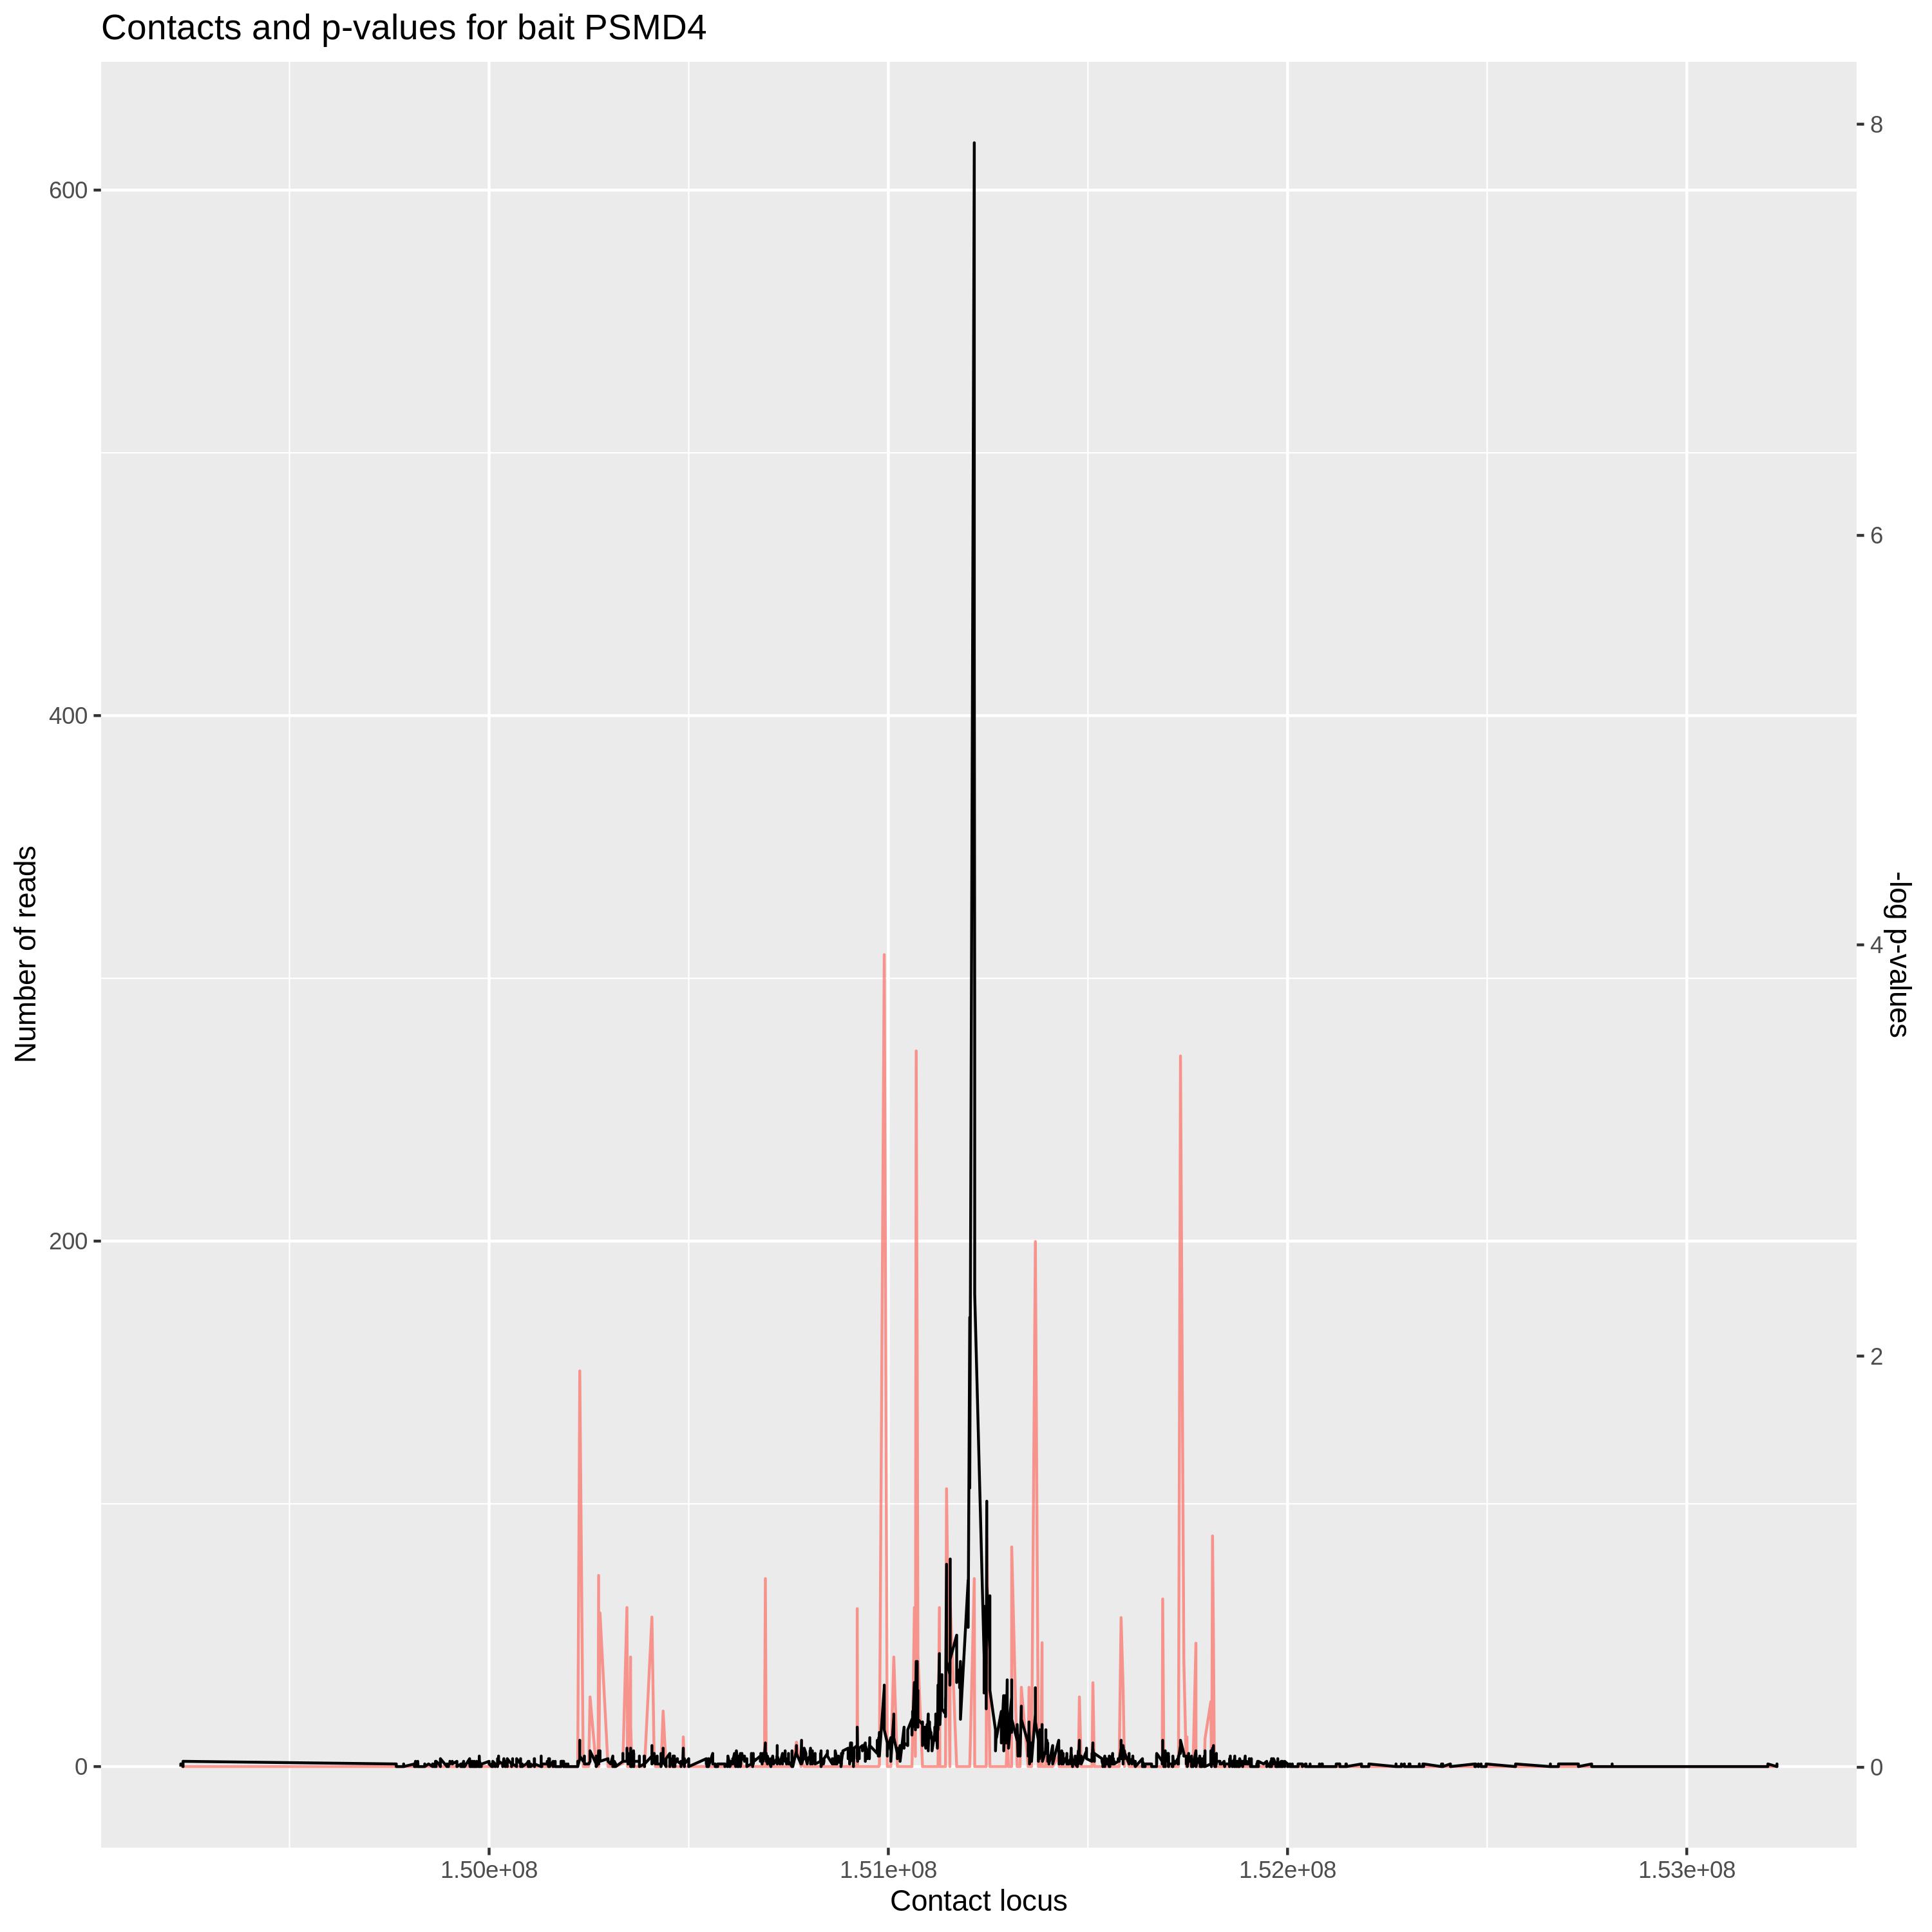 Contacts and p-values for bait PSMD4
600
400
200
0
8
6
4
2
0
Number of reads
-log p-values
1.50e+08 1.51e+08 1.52e+08 1.53e+08
Contact locus